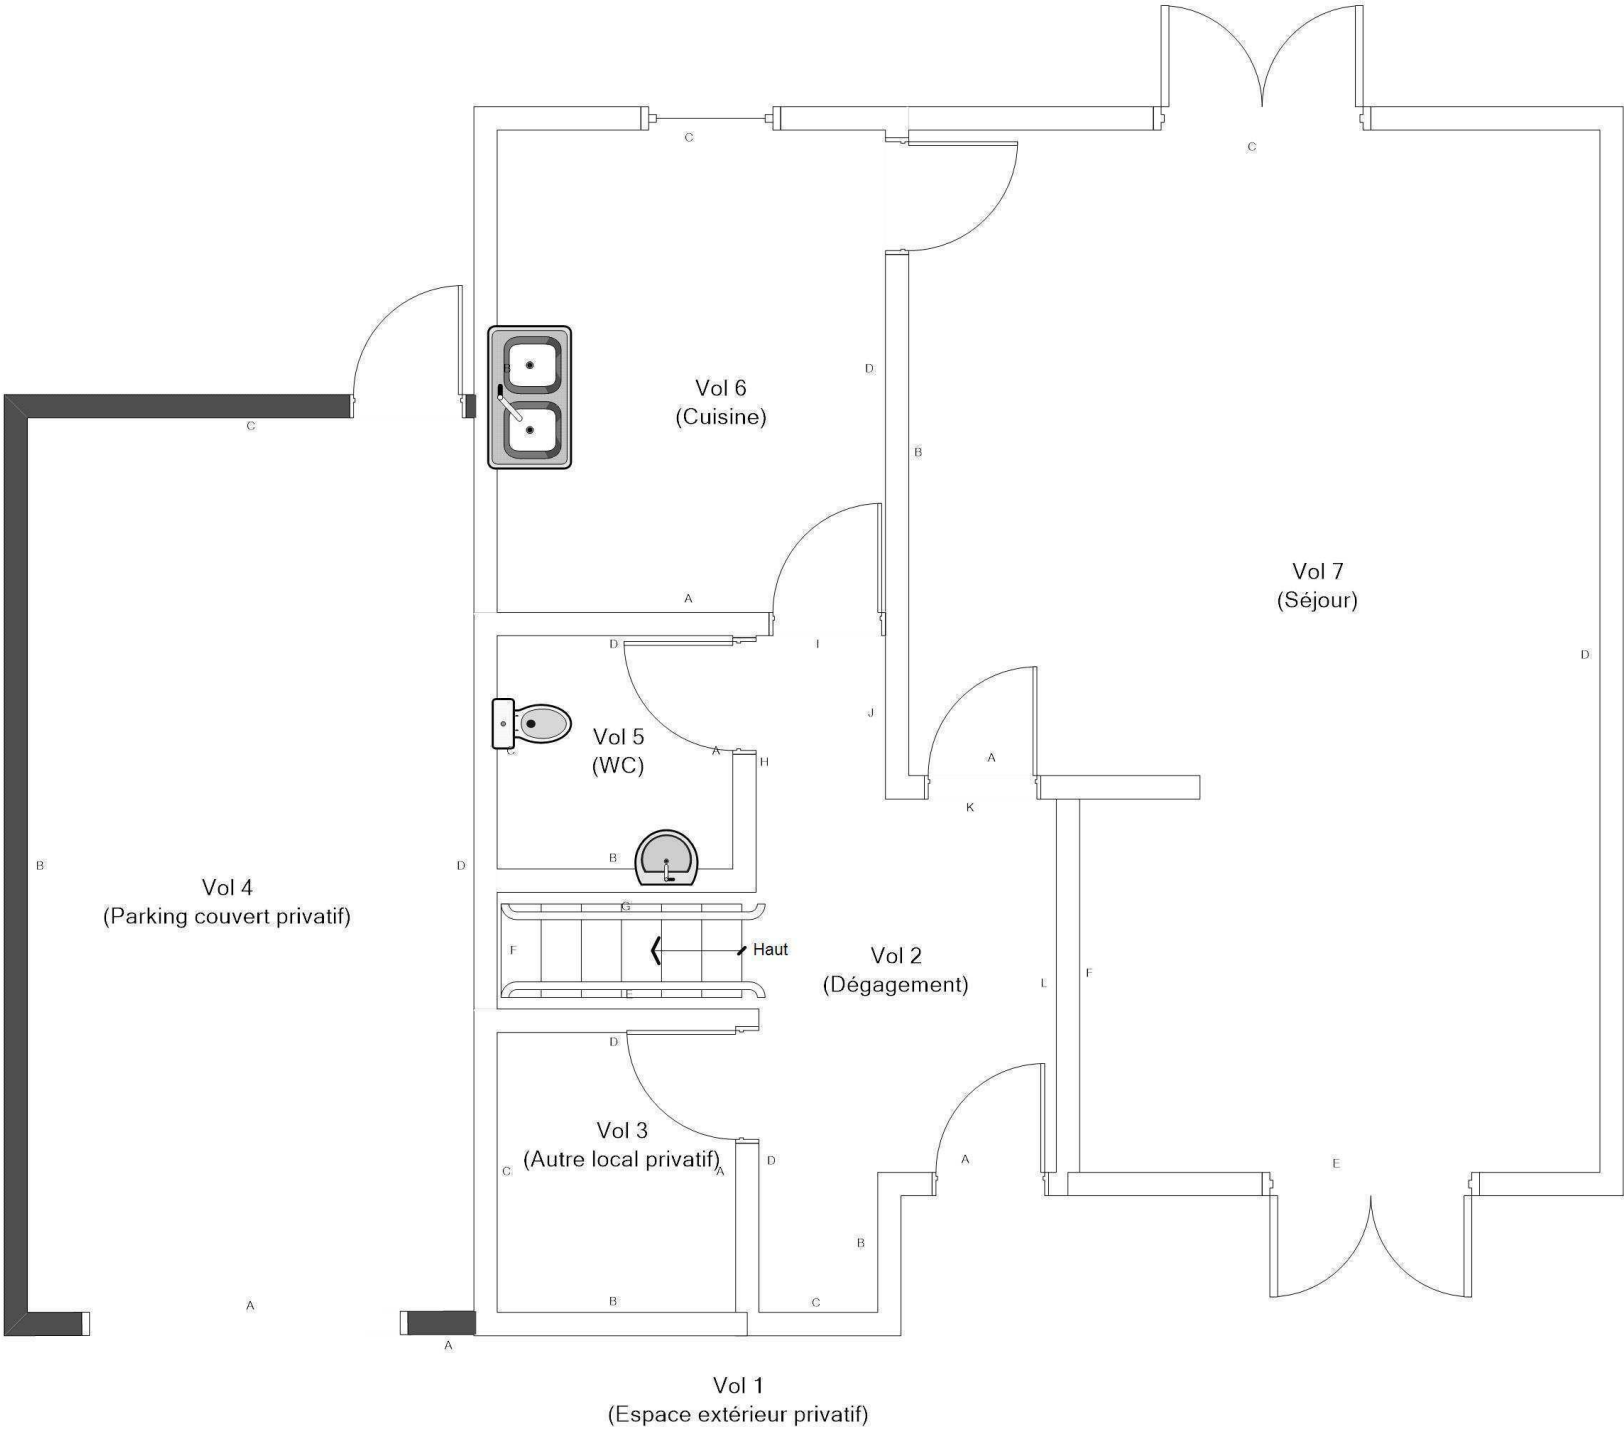 C
C
B
D
Vol 6
(Cuisine)
C
B
Vol 7
(Séjour)
A
D
I
D
J
Vol 5
(WC)
C
A
H
A
K
B
D
B
Vol 4
(Parking couvert privatif)
G
F
Haut
E
Vol 2
(Dégagement)
L
F
D
Vol 3
(Autre local privatif)
C
A
D
A
E
B
B
C
A
A
Vol 1
(Espace extérieur privatif)